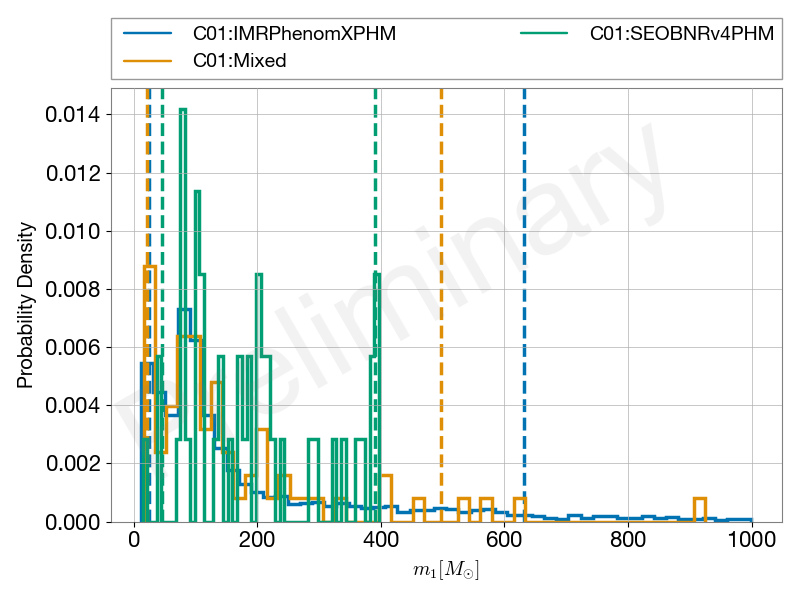 C01:IMRPhenomXPHM
C01:Mixed
C01:SEOBNRv4PHM
Preliminary
0.014
0.012
0.010
0.008
0.006
0.004
0.002
0.000
Probability Density
0 200 400 600 800 1000
m₁[M☉]